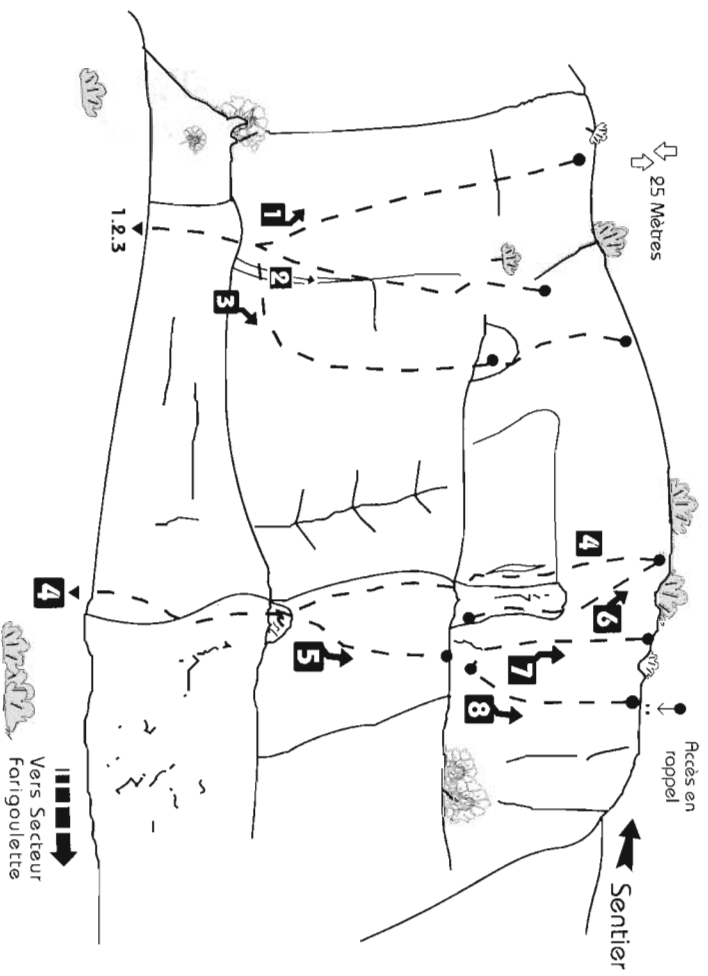 25 Mètres
Accès en
rappel
Sentier
4
6
7
8
1
2
3
5
1.2.3
4
Vers Secteur
Farigoulette